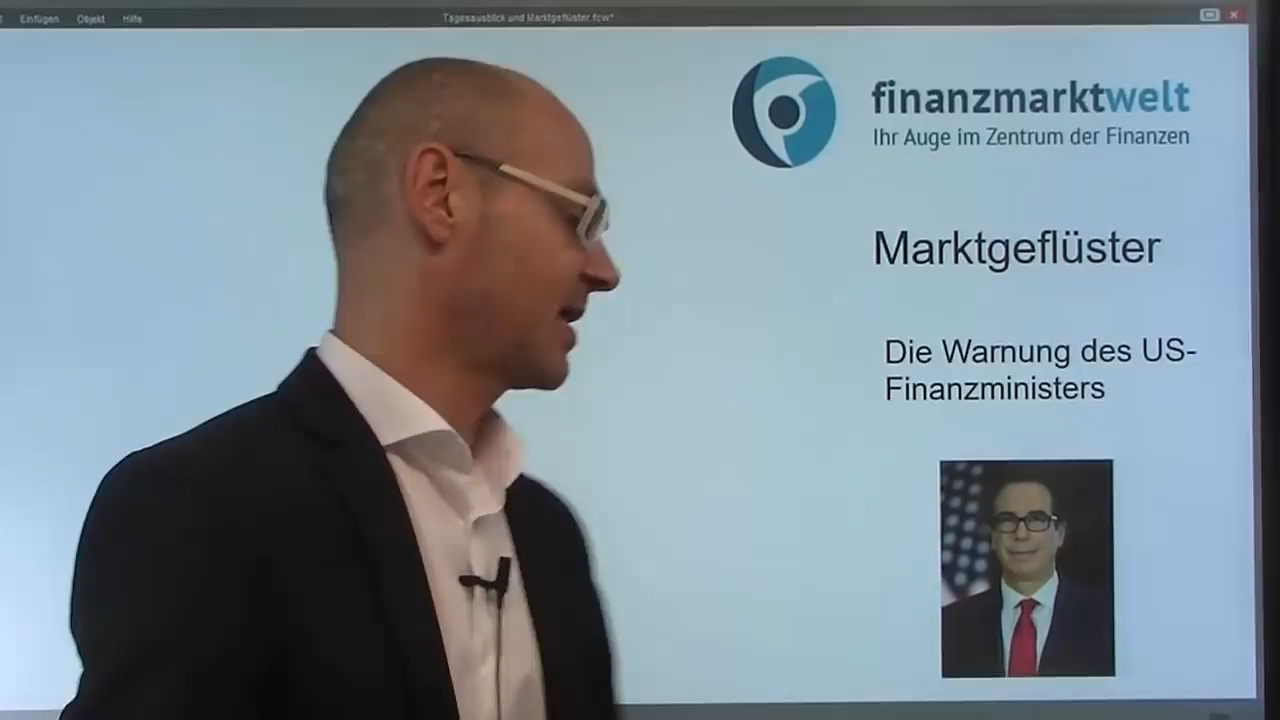 Einfügen Objekt Hilfe
Tagesausblick und Marktgeflüster.fcw*
finanzmarktwelt
Ihr Auge im Zentrum der Finanzen
Marktgeflüster
Die Warnung des US-
Finanzministers